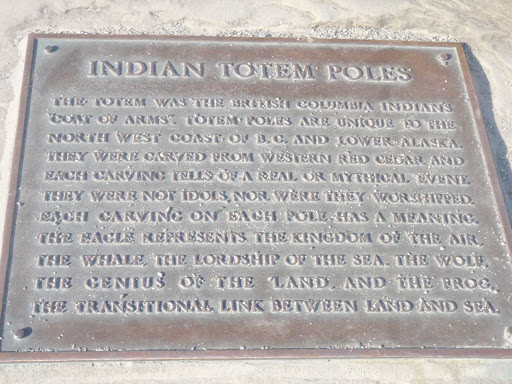 INDIAN TOTEM POLES
THE TOTEM WAS THE BRITISH COLUMBIA INDIAN'S
"COAT OF ARMS". TOTEM POLES ARE UNIQUE TO THE
NORTH WEST COAST OF B.C. AND LOWER ALASKA.
THEY WERE CARVED FROM WESTERN RED CEDAR AND
EACH CARVING TELLS OF A REAL OR MYTHICAL EVENT.
THEY WERE NOT IDOLS, NOR WERE THEY WORSHIPPED.
EACH CARVING ON EACH POLE HAS A MEANING.
THE EAGLE REPRESENTS THE KINGDOM OF THE AIR,
THE WHALE, THE LORDSHIP OF THE SEA. THE WOLF,
THE GENIUS OF THE LAND, AND THE FROG,
THE TRANSITIONAL LINK BETWEEN LAND AND SEA.